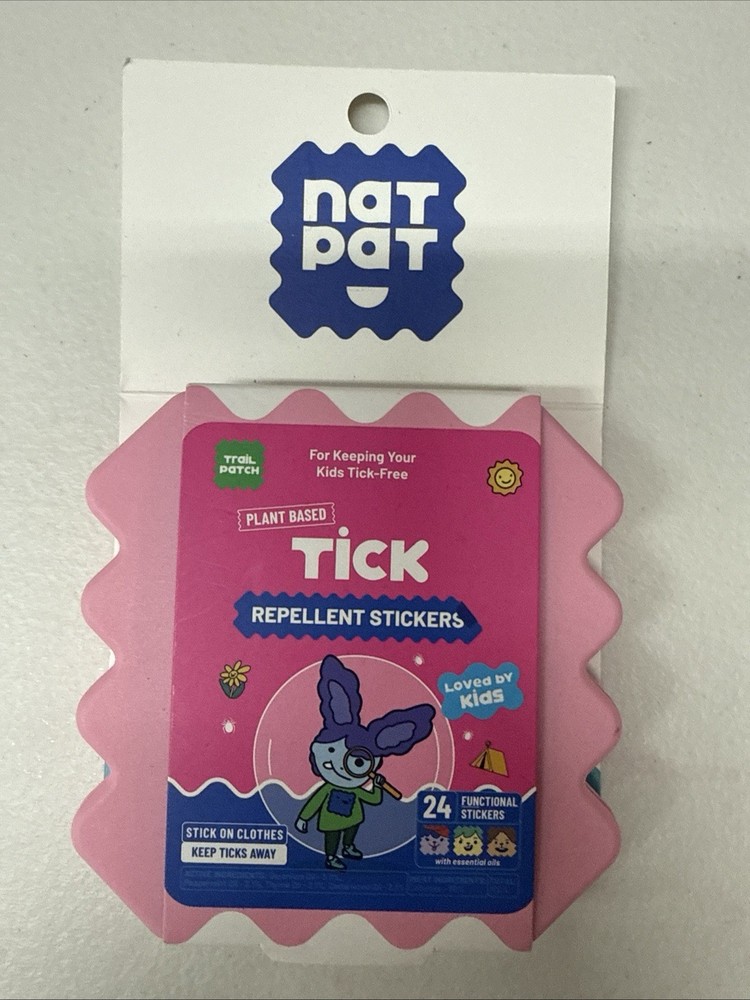 nat
pat
Trail
Patch
For Keeping Your
Kids Tick-Free
PLANT BASED
TiCK
REPELLENT STICKERS
Loved by
Kids
24 FUNCTIONAL
STICKERS
STICK ON CLOTHES
KEEP TICKS AWAY
with essential oils